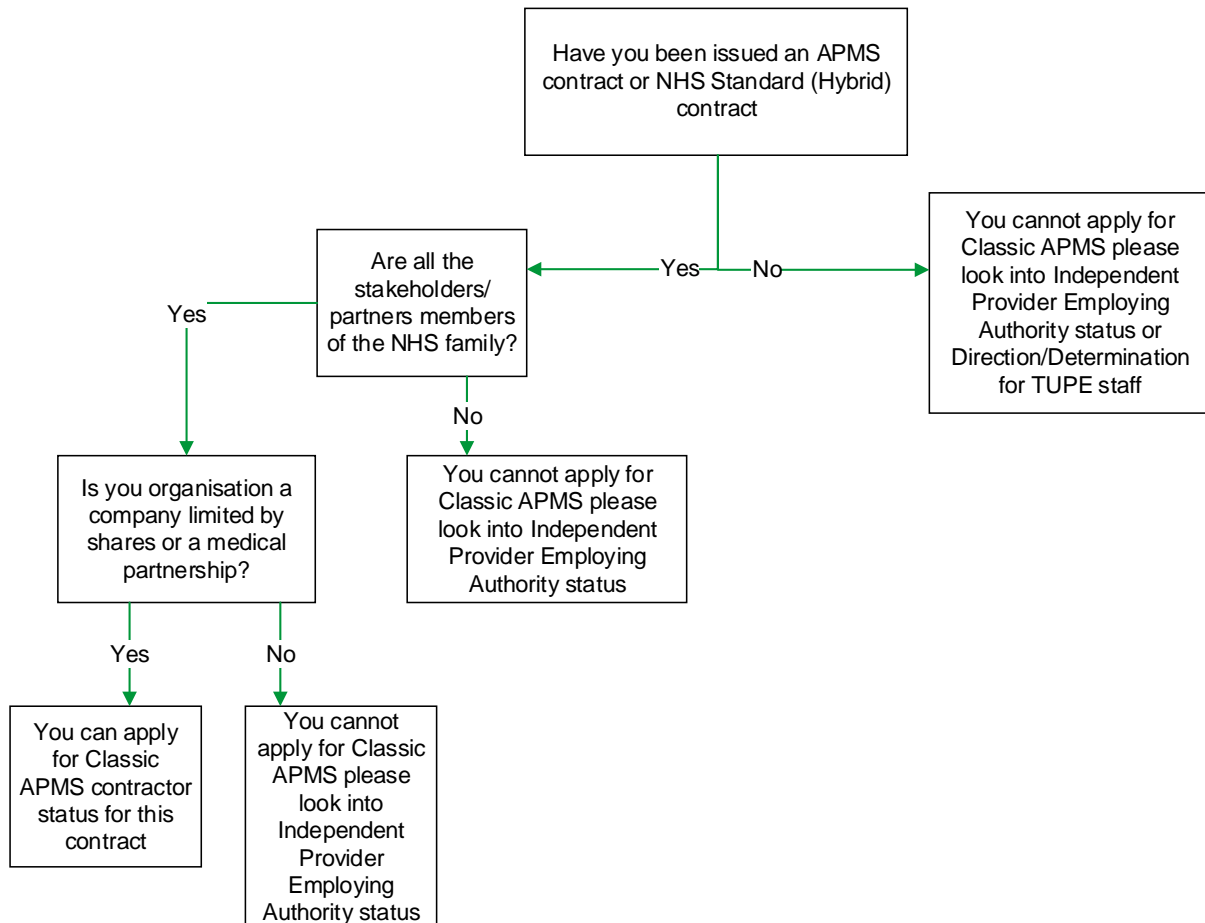 Have you been issued an APMS
contract or NHS Standard (Hybrid)
contract
Yes
No
You cannot apply for
Classic APMS please
look into Independent
Provider Employing
Authority status or
Direction/Determination
for TUPE staff
Are all the
stakeholders/
partners members
of the NHS family?
Yes
No
You cannot apply for
Classic APMS please
look into Independent
Provider Employing
Authority status
Is you organisation a
company limited by
shares or a medical
partnership?
Yes
No
You can apply
for Classic
APMS contractor
status for this
contract
You cannot
apply for Classic
APMS please
look into
Independent
Provider
Employing
Authority status